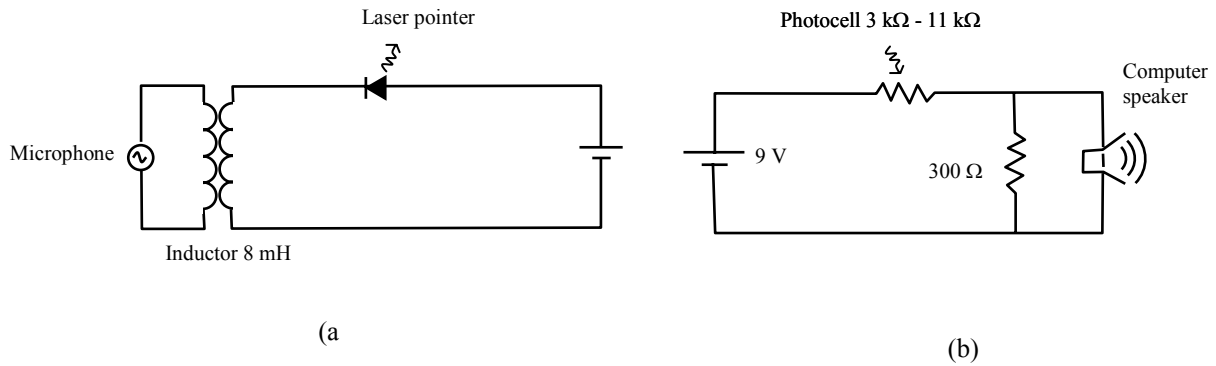 Laser pointer
Microphone
Inductor 8 mH
(a
Photocell 3 kΩ - 11 kΩ
Computer
speaker
9 V
300 Ω
(b)